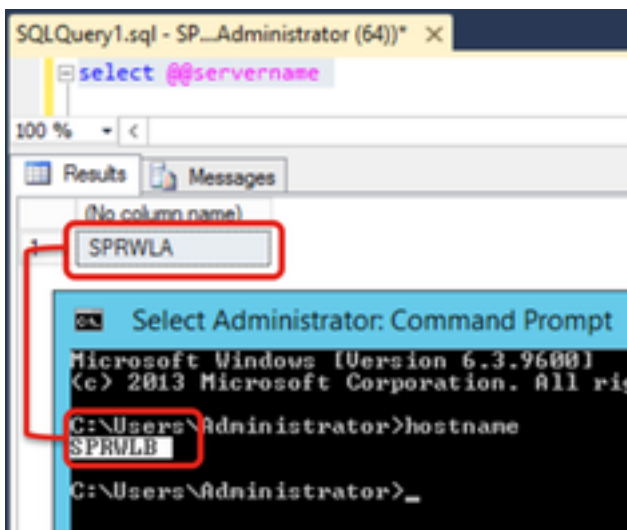 SQLQuery1.sql - SP...Administrator (64))* ×
select @@servername
100 % <
Results Messages
(No column name)
1 SPRWLA
Select Administrator: Command Prompt
Microsoft Windows [Version 6.3.9600]
(c) 2013 Microsoft Corporation. All rig
C:\Users\Administrator>hostname
SPRWLB
C:\Users\Administrator>_